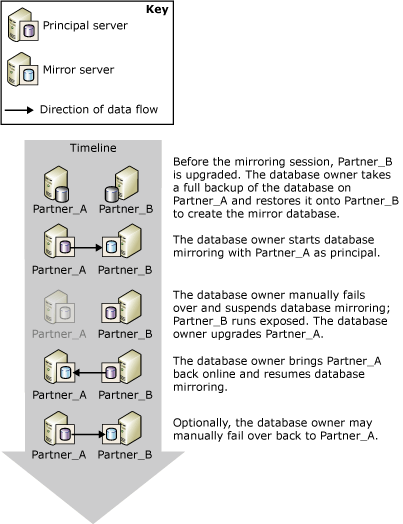 Key
Principal server
Mirror server
Direction of data flow
Timeline
Partner_A Partner_B
Before the mirroring session, Partner_B
is upgraded. The database owner takes
a full backup of the database on
Partner_A and restores it onto Partner_B
to create the mirror database.
Partner_A Partner_B
The database owner starts database
mirroring with Partner_A as principal.
Partner_A Partner_B
The database owner manually fails
over and suspends database mirroring;
Partner_B runs exposed. The database
owner upgrades Partner_A.
Partner_A Partner_B
The database owner brings Partner_A
back online and resumes database
mirroring.
Partner_A Partner_B
Optionally, the database owner may
manually fail over back to Partner_A.